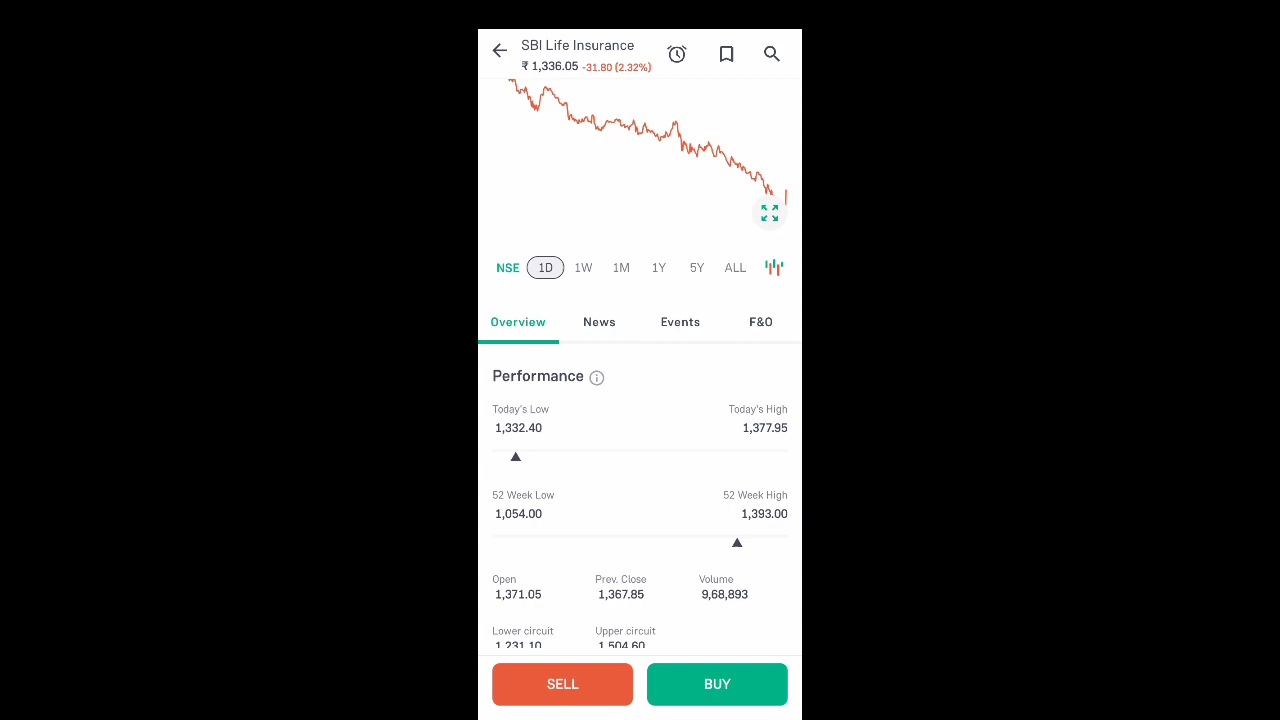 SBI Life Insurance
₹ 1,336.05 -31.80 (2.32%)
NSE 1D 1W 1M 1Y 5Y ALL
Overview News Events F&O
Performance
Today's Low Today's High
1,332.40 1,377.95
52 Week Low 52 Week High
1,054.00 1,393.00
Open Prev. Close Volume
1,371.05 1,367.85 9,68,893
Lower circuit Upper circuit
1,231.10 1,504.60
SELL BUY